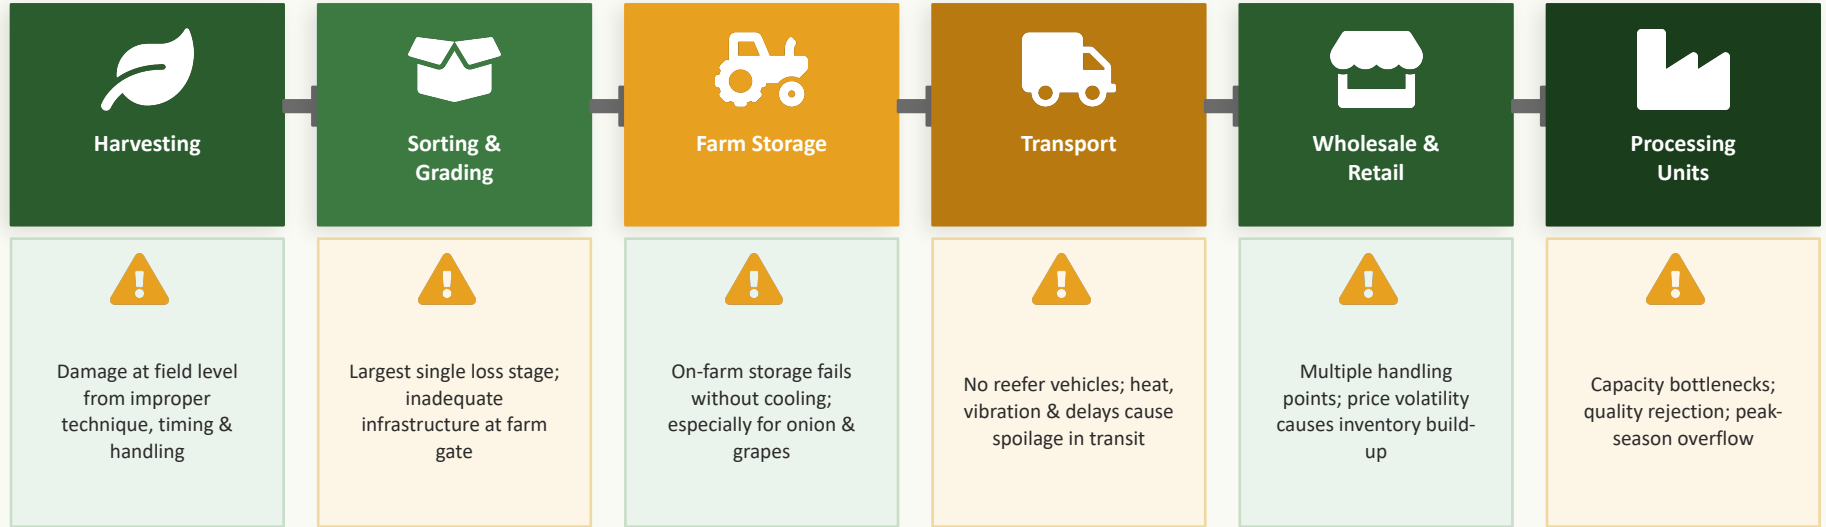 Harvesting
Sorting &
Grading
Farm Storage
Transport
Wholesale &
Retail
Processing
Units
Damage at field level
from improper
technique, timing &
handling
Largest single loss stage;
inadequate
infrastructure at farm
gate
On-farm storage fails
without cooling;
especially for onion &
grapes
No reefer vehicles; heat,
vibration & delays cause
spoilage in transit
Multiple handling
points; price volatility
causes inventory build-
up
Capacity bottlenecks;
quality rejection; peak-
season overflow